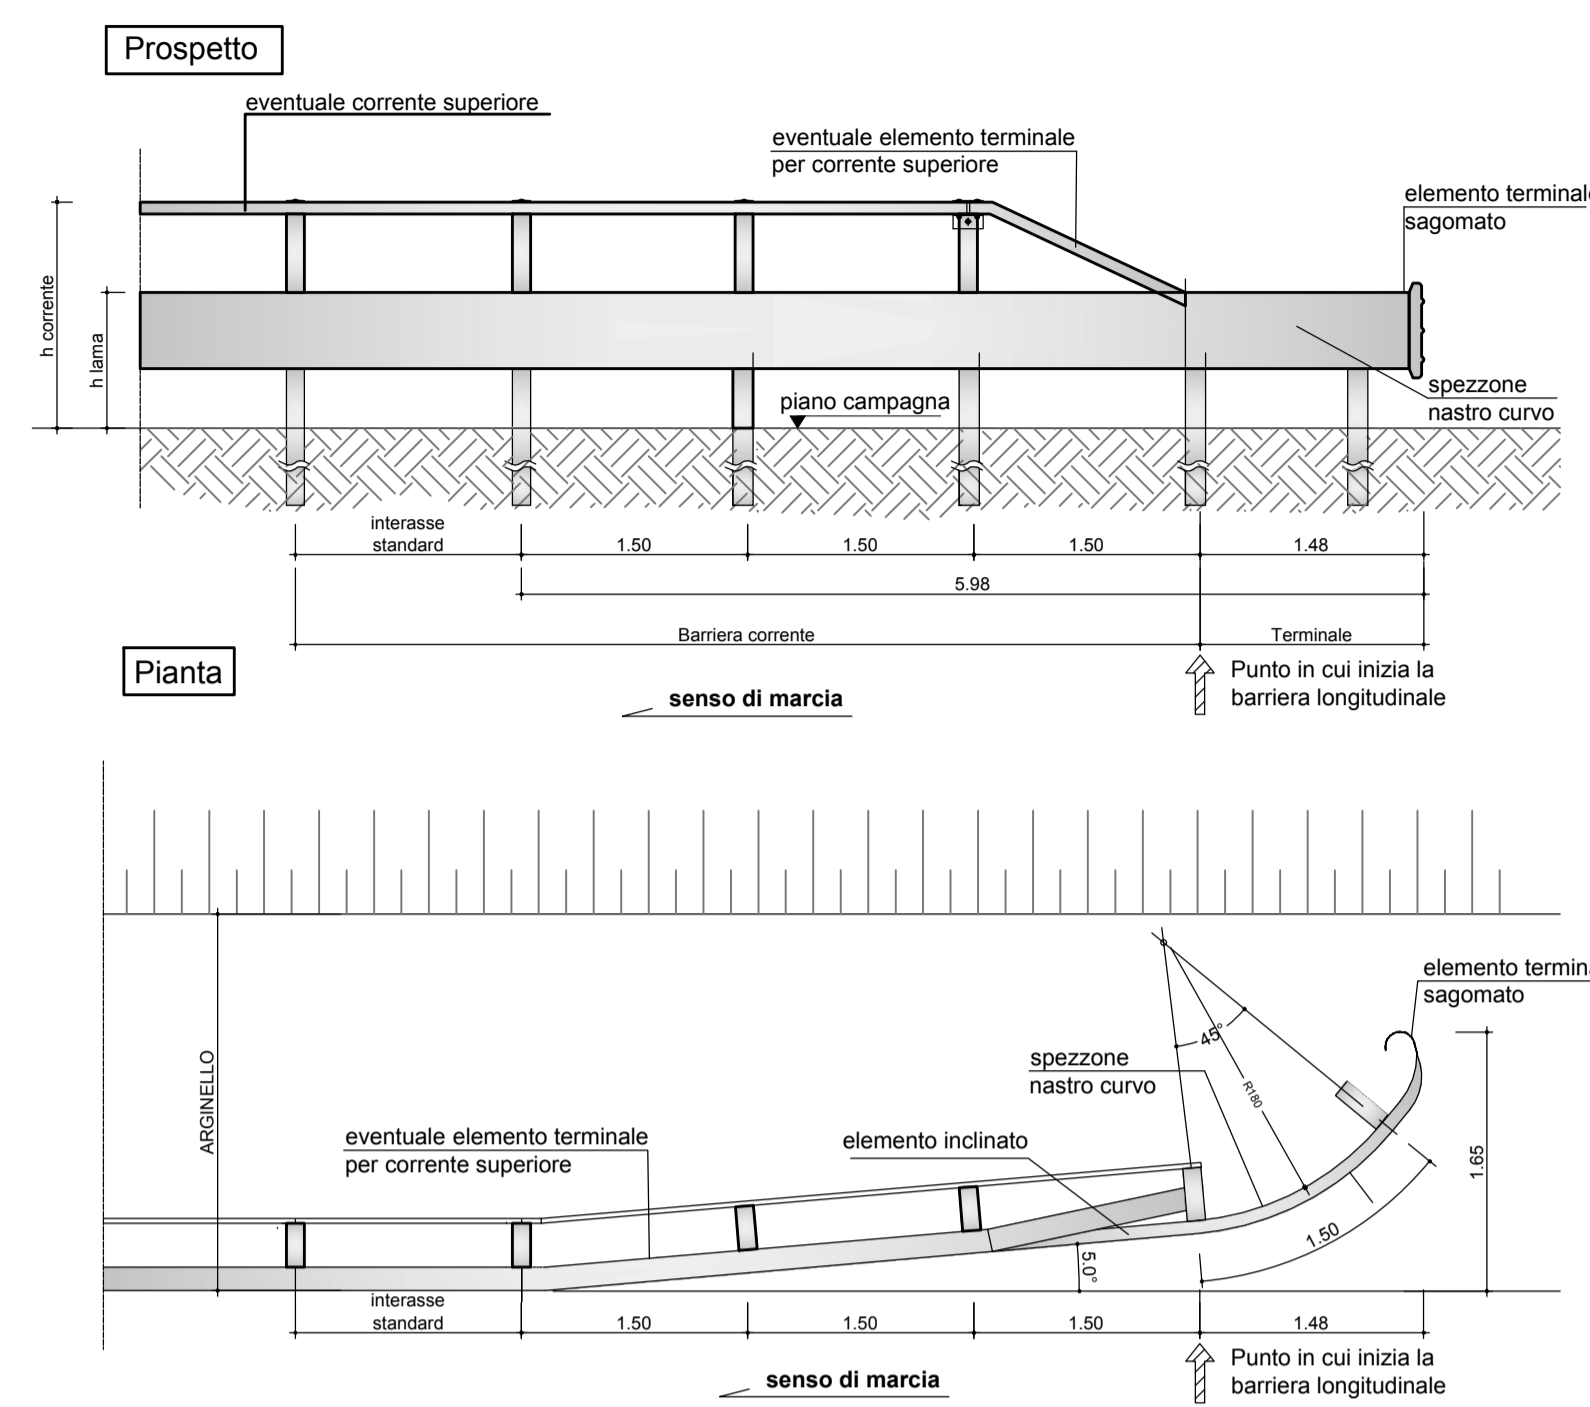 Prospetto
eventuale corrente superiore
eventuale elemento terminale
per corrente superiore
elemento terminale
sagomato
h corrente
h lama
piano campagna
spezzone
nastro curvo
interasse
standard
1.50
1.50
1.50
1.48
5.98
Barriera corrente
Terminale
Pianta
senso di marcia
Punto in cui inizia la
barriera longitudinale
elemento termina
sagomato
ARGINELLO
45°
R180
spezzone
nastro curvo
eventuale elemento terminale
per corrente superiore
elemento inclinato
1.65
1.50
5.0°
interasse
standard
1.50
1.50
1.50
1.48
senso di marcia
Punto in cui inizia la
barriera longitudinale